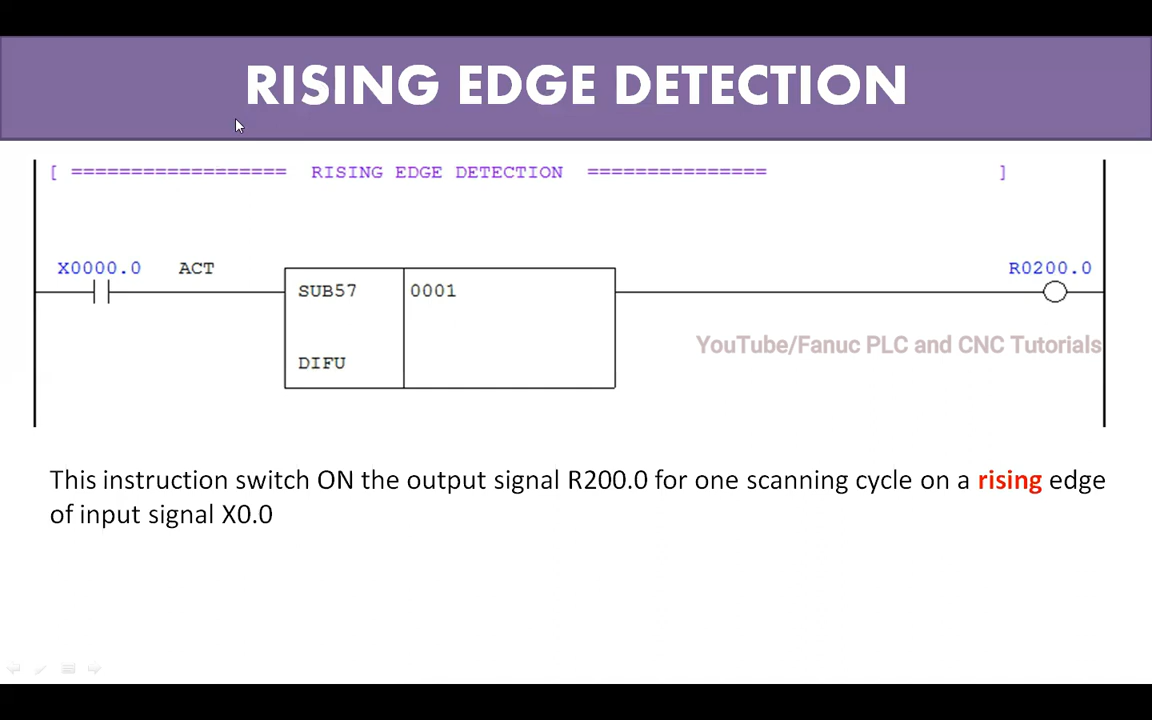 RISING EDGE DETECTION
[ ================== RISING EDGE DETECTION =============== ]
X0000.0 ACT R0200.0
SUB57 0001
YouTube/Fanuc PLC and CNC Tutorials
DIFU
This instruction switch ON the output signal R200.0 for one scanning cycle on a rising edge
of input signal X0.0